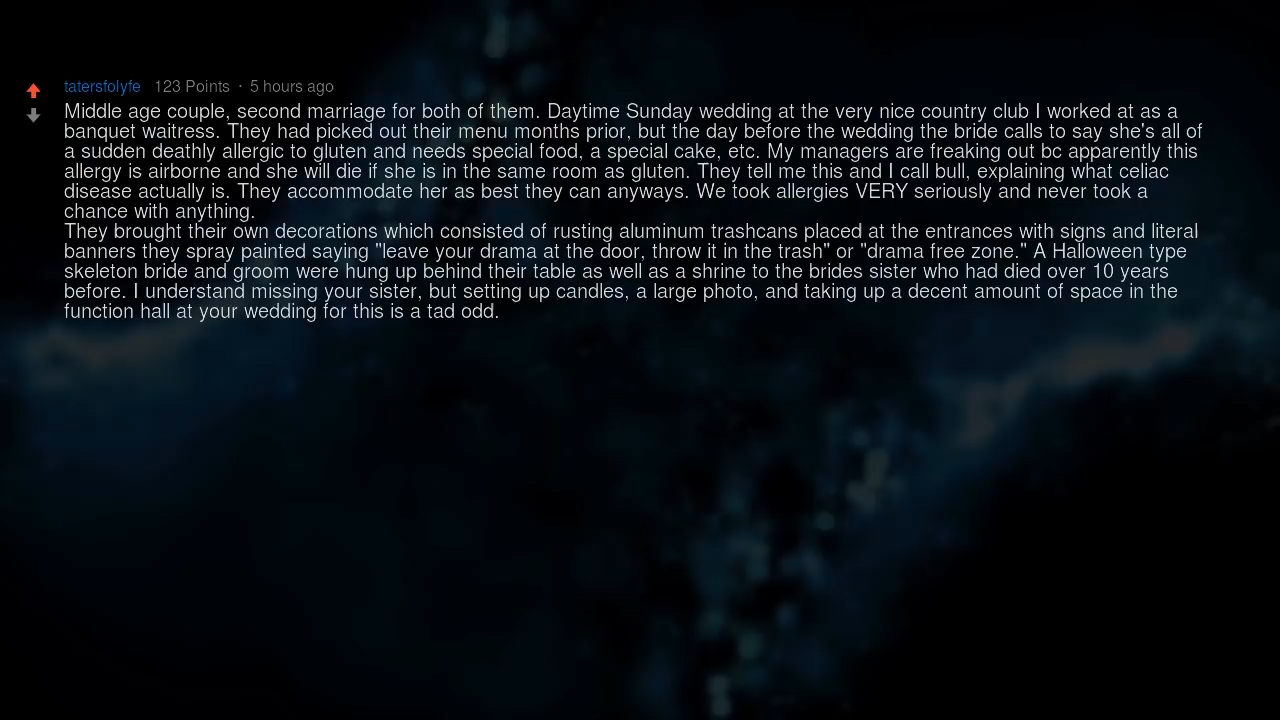 tatersfolyfe 123 Points · 5 hours ago
Middle age couple, second marriage for both of them. Daytime Sunday wedding at the very nice country club I worked at as a
banquet waitress. They had picked out their menu months prior, but the day before the wedding the bride calls to say she's all of
a sudden deathly allergic to gluten and needs special food, a special cake, etc. My managers are freaking out bc apparently this
allergy is airborne and she will die if she is in the same room as gluten. They tell me this and I call bull, explaining what celiac
disease actually is. They accommodate her as best they can anyways. We took allergies VERY seriously and never took a
chance with anything.
They brought their own decorations which consisted of rusting aluminum trashcans placed at the entrances with signs and literal
banners they spray painted saying "leave your drama at the door, throw it in the trash" or "drama free zone." A Halloween type
skeleton bride and groom were hung up behind their table as well as a shrine to the brides sister who had died over 10 years
before. I understand missing your sister, but setting up candles, a large photo, and taking up a decent amount of space in the
function hall at your wedding for this is a tad odd.